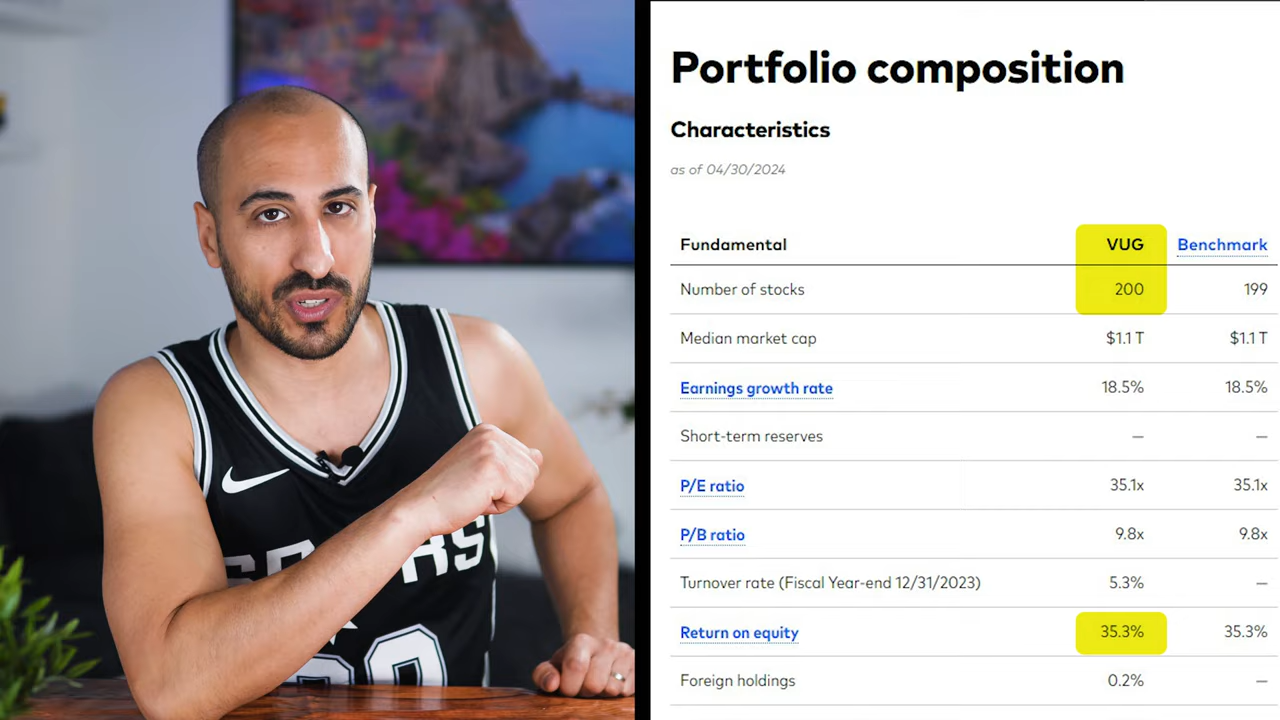 Portfolio composition
Characteristics
as of 04/30/2024
Fundamental VUG Benchmark
Number of stocks 200 199
Median market cap $1.1 T $1.1 T
Earnings growth rate 18.5% 18.5%
Short-term reserves — —
P/E ratio 35.1x 35.1x
P/B ratio 9.8x 9.8x
Turnover rate (Fiscal Year-end 12/31/2023) 5.3% —
Return on equity 35.3% 35.3%
Foreign holdings 0.2% —